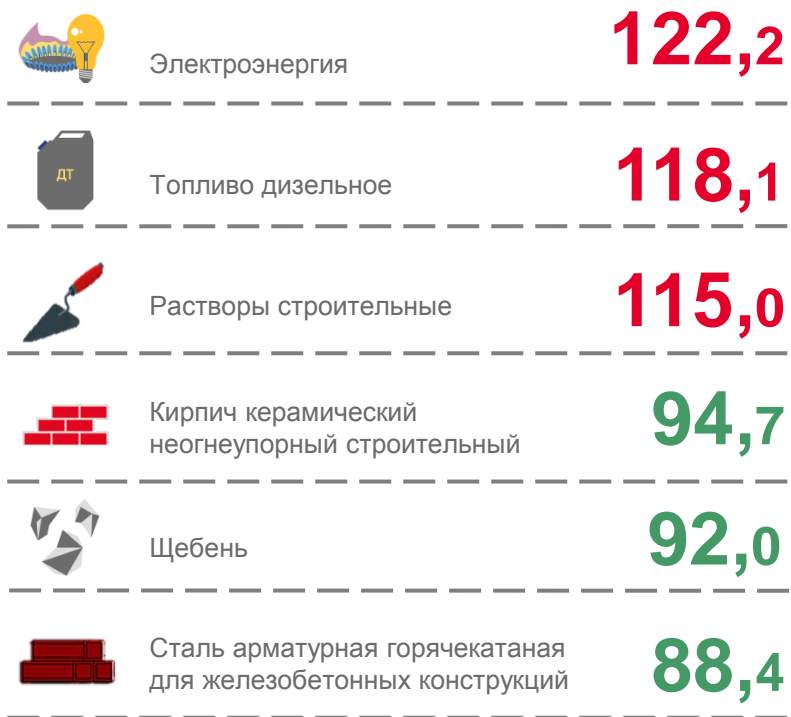 Электроэнергия
122,2
ДТ
Топливо дизельное
118,1
Растворы строительные
115,0
Кирпич керамический
неогнеупорный строительный
94,7
Щебень
92,0
Сталь арматурная горячекатаная
для железобетонных конструкций
88,4